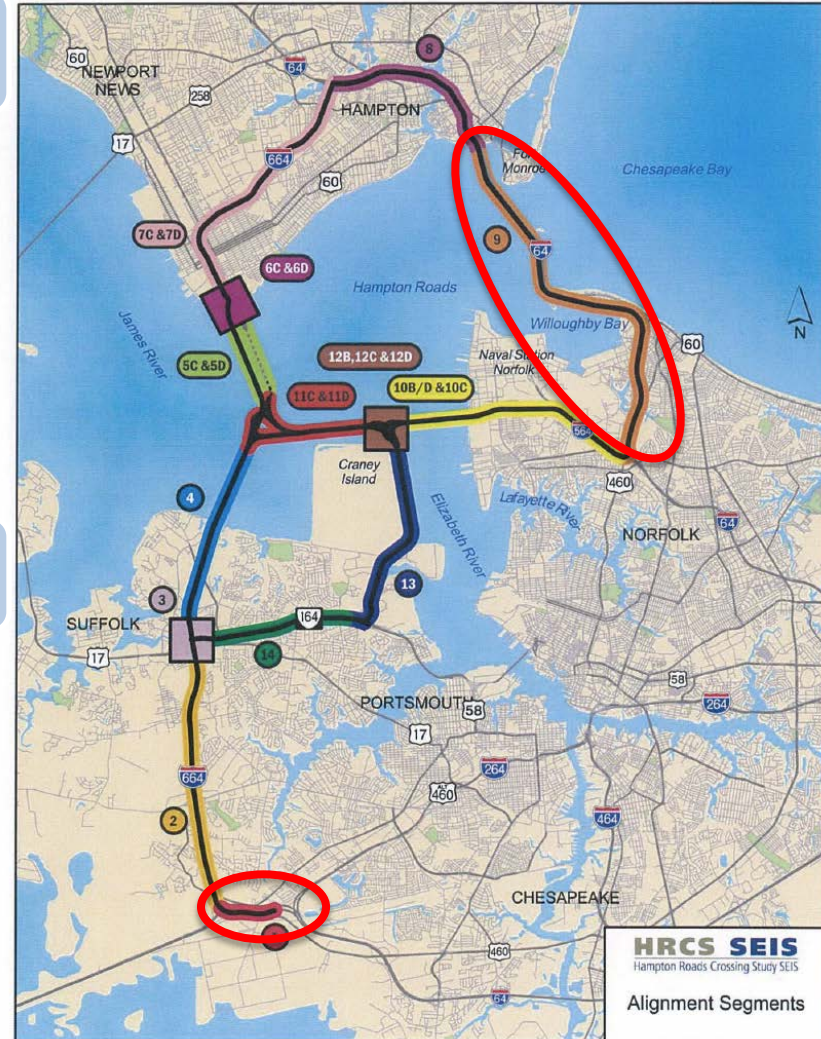 8
60
64
NEWPORT
NEWS
258
HAMPTON
17
664
60
Monroe
Chesapeake Bay
7C &7D
9
64
6C &6D
Hampton Roads
James River
Willoughby Bay
N
12B,12C &12D
Naval Station
Norfolk
60
5C &5D
10B/D &10C
11C &11D
564
Craney
Island
460
Lafayette River
4
Elizabeth River
64
NORFOLK
13
3
164
SUFFOLK
17
14
58
PORTSMOUTH
58
264
17
664
264
ALT
460
2
464
CHESAPEAKE
460
64
HRCS SEIS
Hampton Roads Crossing Study SEIS
Alignment Segments